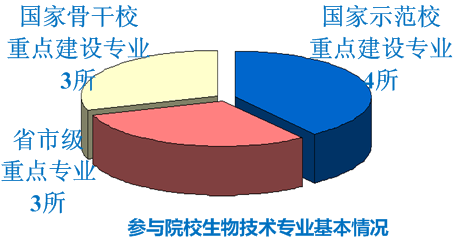 国家骨干校
重点建设专业
3所
国家示范校
重点建设专业
4所
省市级
重点专业
3所
参与院校生物技术专业基本情况